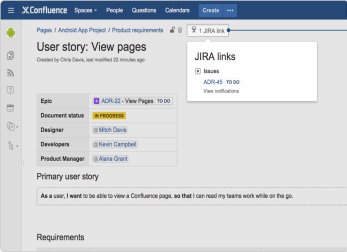 Confluence Spaces People Questions Calendars Create
Pages / Android App Project / Product requirements 1 JIRA link
User story: View pages
Created by Chris Davis, last modified 22 minutes ago
JIRA links
Issues
ADR-45 TO DO
View notifications
Epic ADR-22 - View Pages TO DO
Document status IN PROGRESS
Designer @ Mitch Davis
Developers @ Kevin Campbell
Product Manager @ Alana Grant
Primary user story
As a user, I want to be able to view a Confluence page, so that I can read my teams work while on the go.
Requirements